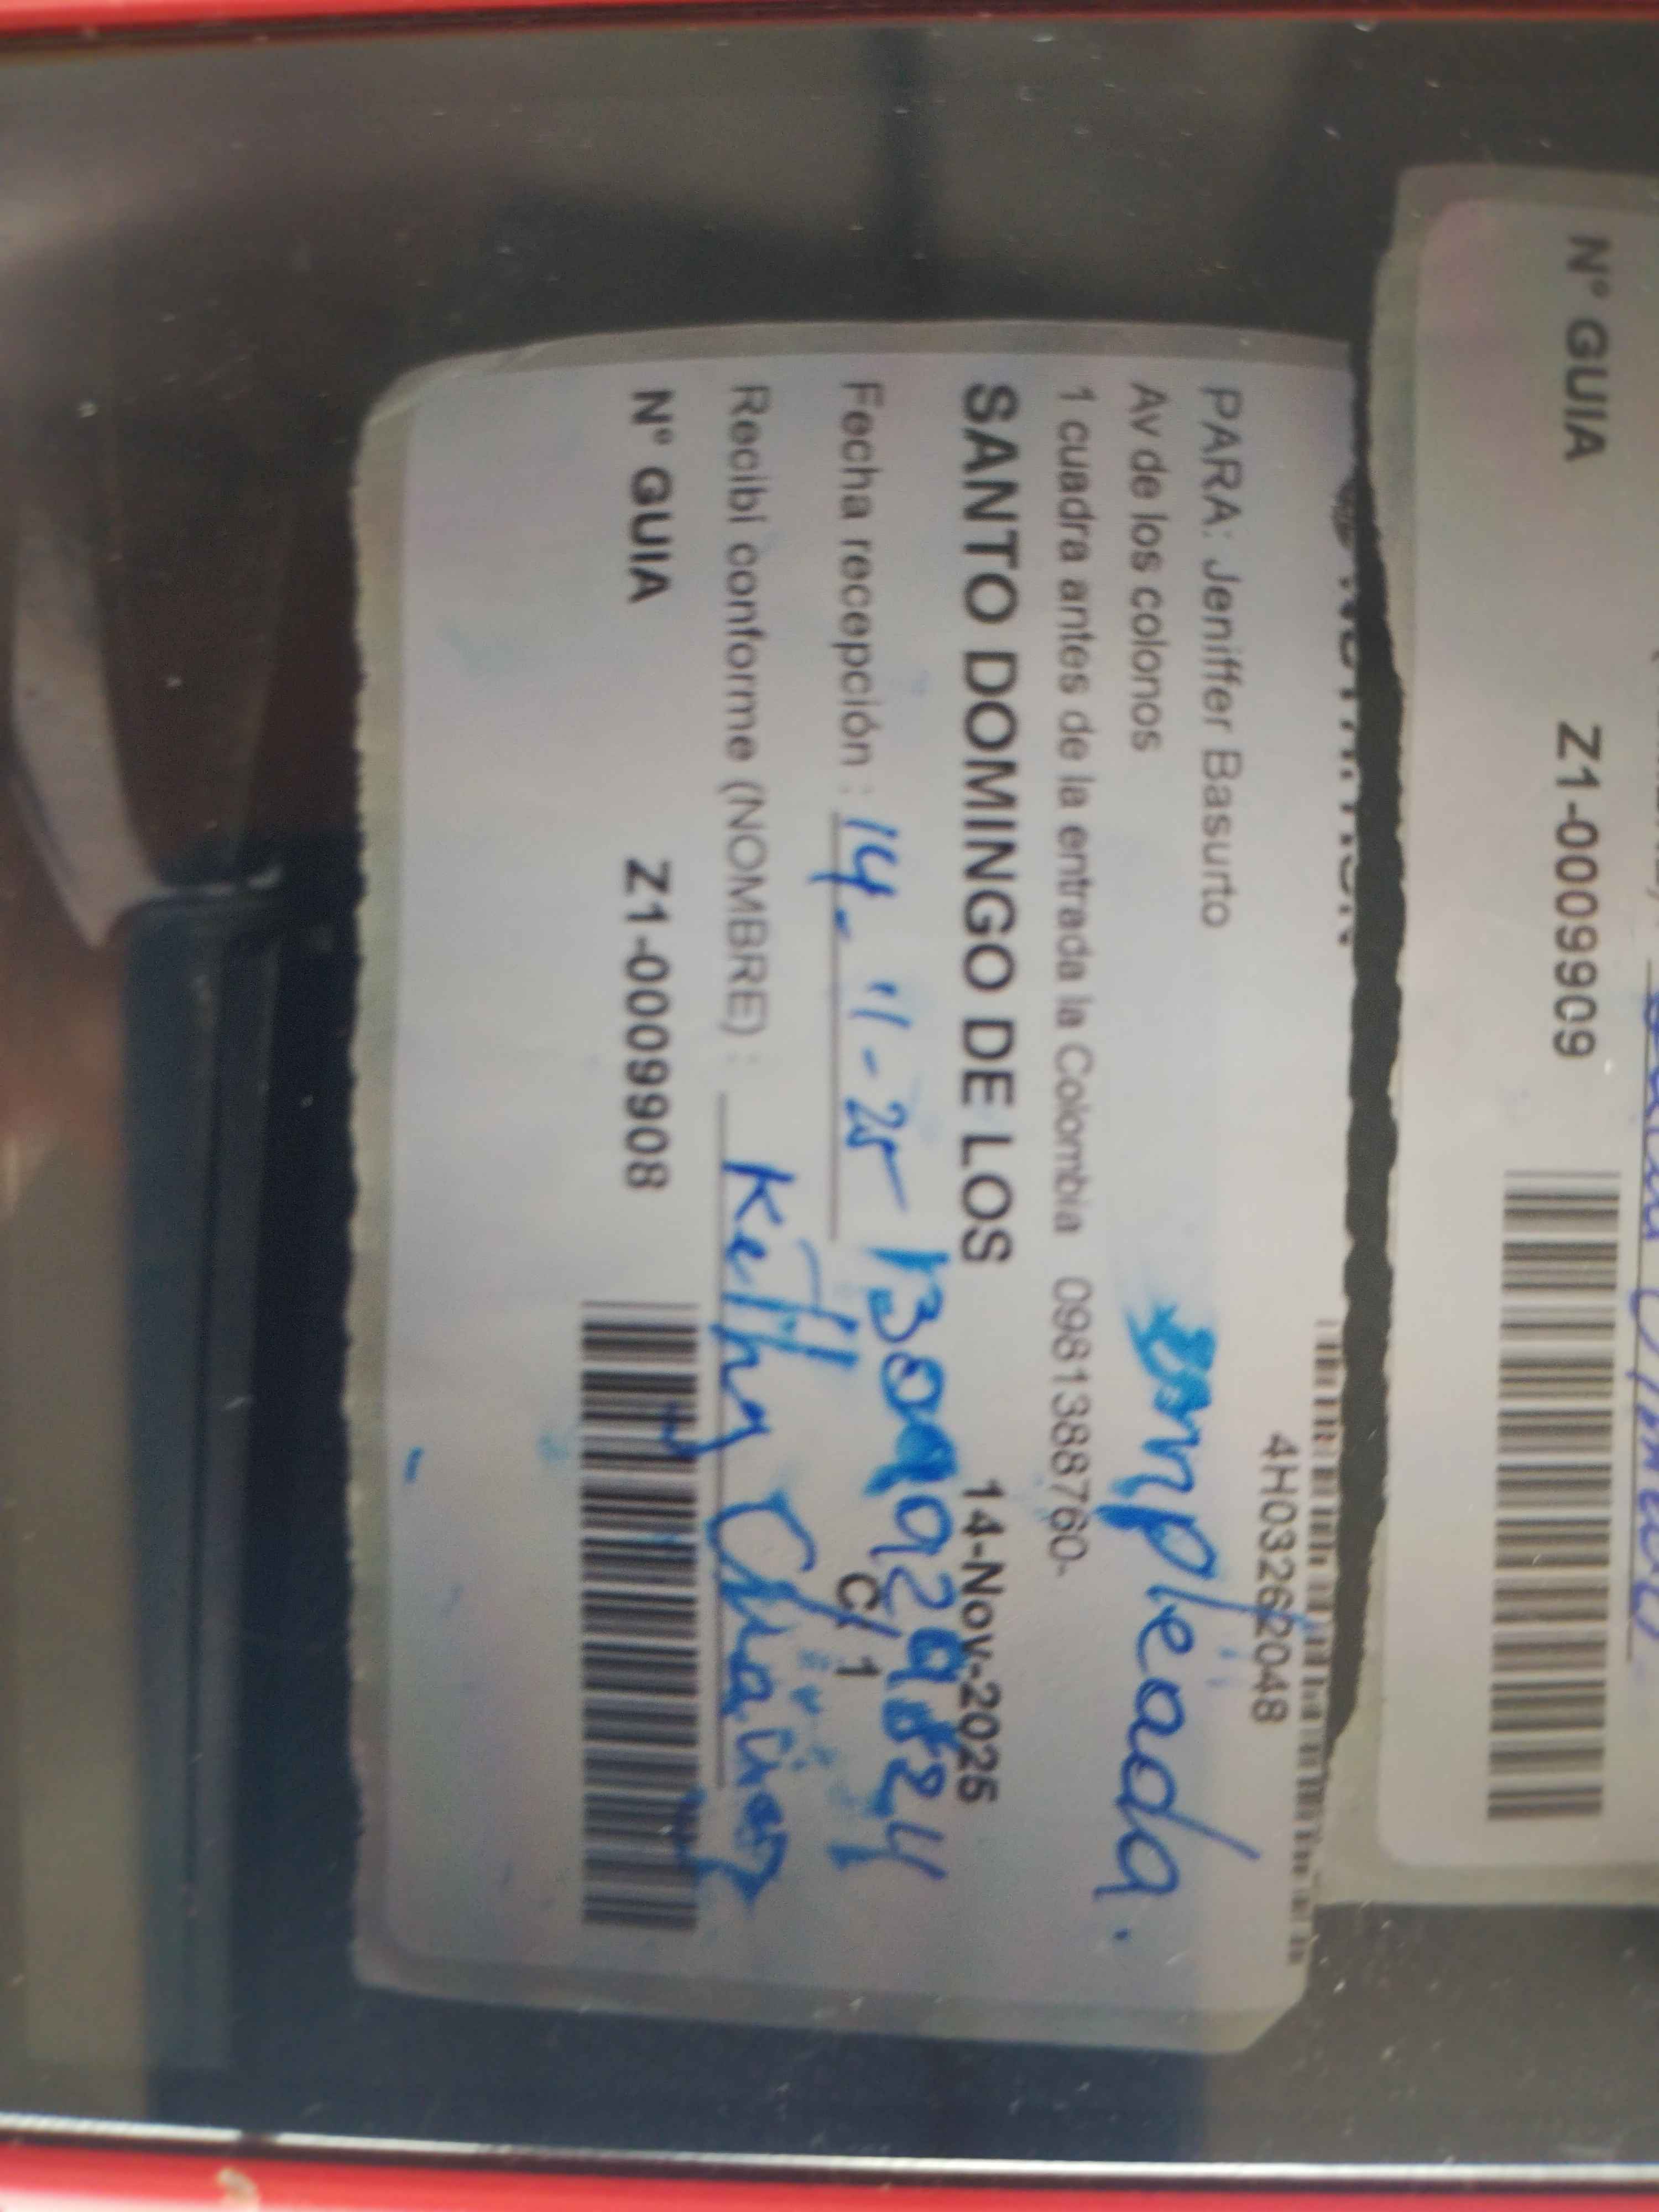 Nº GUIA Z1-0009909
4H03262048
PARA: Jeniffer Basurto
empleada.
Av de los colonos
1 cuadra antes de la entrada la Colombia 0981388760-
SANTO DOMINGO DE LOS 14-Nov-2025
Fecha recepción : 14-11-25
C/ 1
Recibí conforme (NOMBRE) :
Nº GUIA Z1-0009908